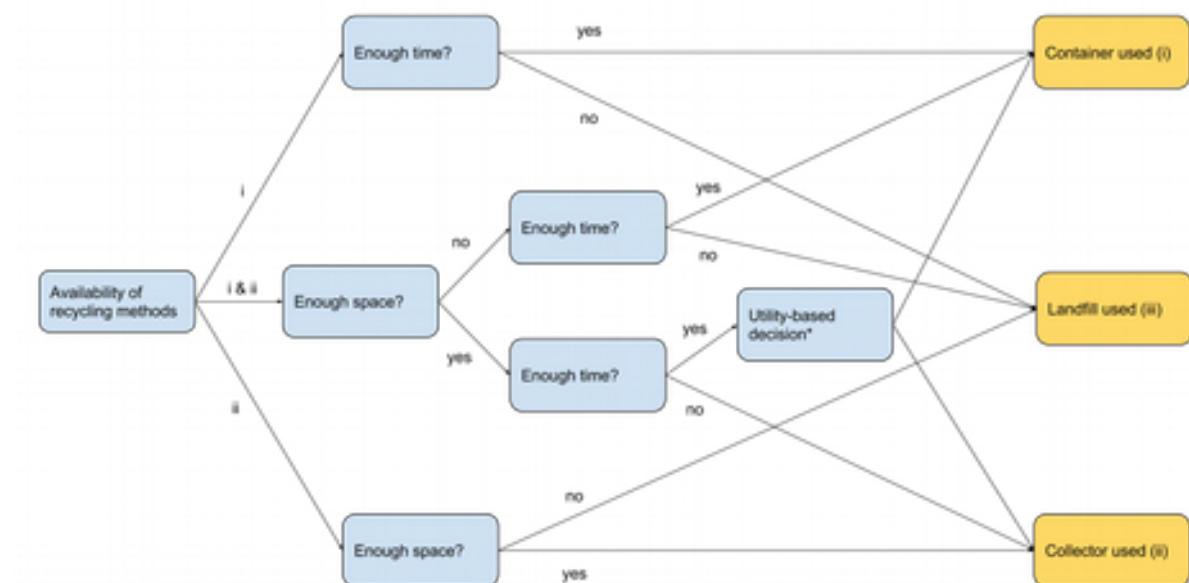 yes
Enough time?
Container used (i)
no
i
yes
Enough time?
no
no
Availability of
recycling methods
i & ii
Enough space?
Utility-based
decision*
Landfill used (iii)
yes
yes
Enough time?
no
ii
no
Enough space?
Collector used (ii)
yes